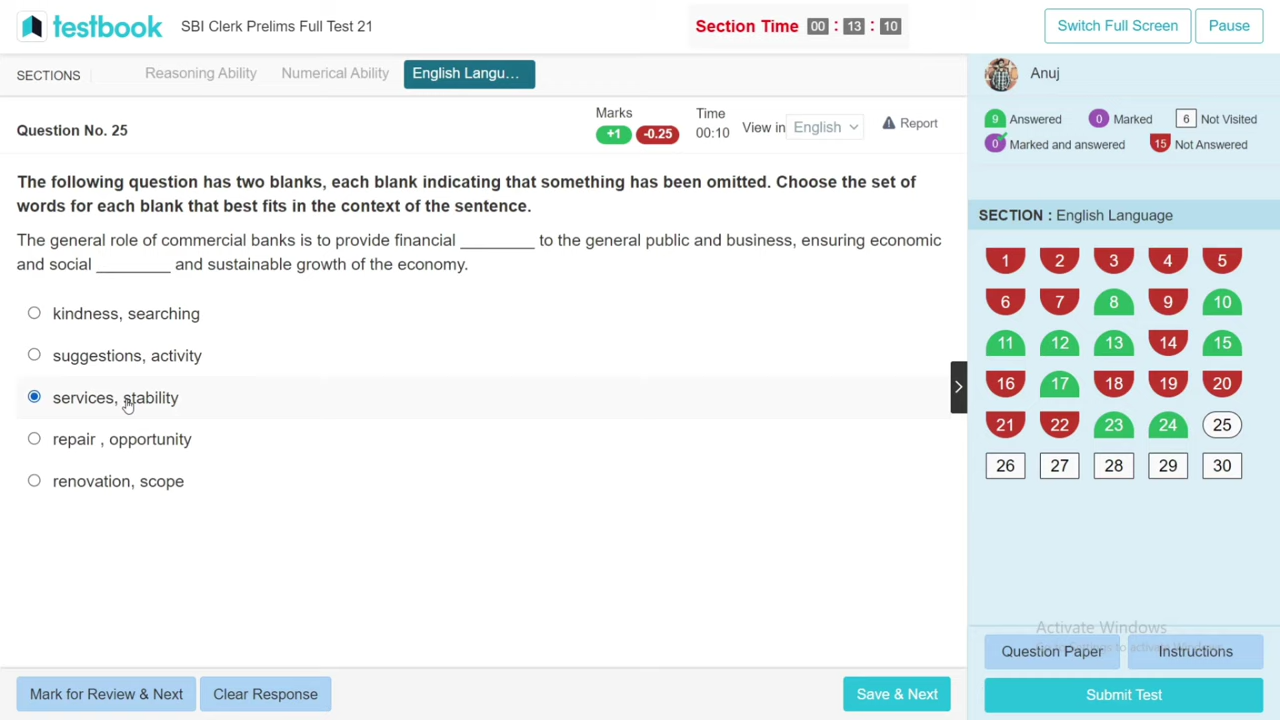 testbook
SBI Clerk Prelims Full Test 21
Section Time 00 : 13 : 10
Switch Full Screen
Pause
SECTIONS
Reasoning Ability
Numerical Ability
English Langu...
Anuj
Question No. 25
Marks
+1 -0.25
Time
00:10
View in English
Report
9 Answered
0 Marked
6 Not Visited
0 Marked and answered
15 Not Answered
The following question has two blanks, each blank indicating that something has been omitted. Choose the set of
words for each blank that best fits in the context of the sentence.
The general role of commercial banks is to provide financial ________ to the general public and business, ensuring economic
and social ________ and sustainable growth of the economy.
kindness, searching
suggestions, activity
services, stability
repair , opportunity
renovation, scope
SECTION : English Language
1 2 3 4 5
6 7 8 9 10
11 12 13 14 15
16 17 18 19 20
21 22 23 24 25
26 27 28 29 30
Activate Windows
Question Paper
Instructions
Mark for Review & Next
Clear Response
Save & Next
Submit Test